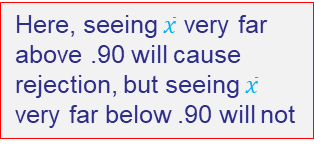 Here, seeing x̄ very far
above .90 will cause
rejection, but seeing x̄
very far below .90 will not